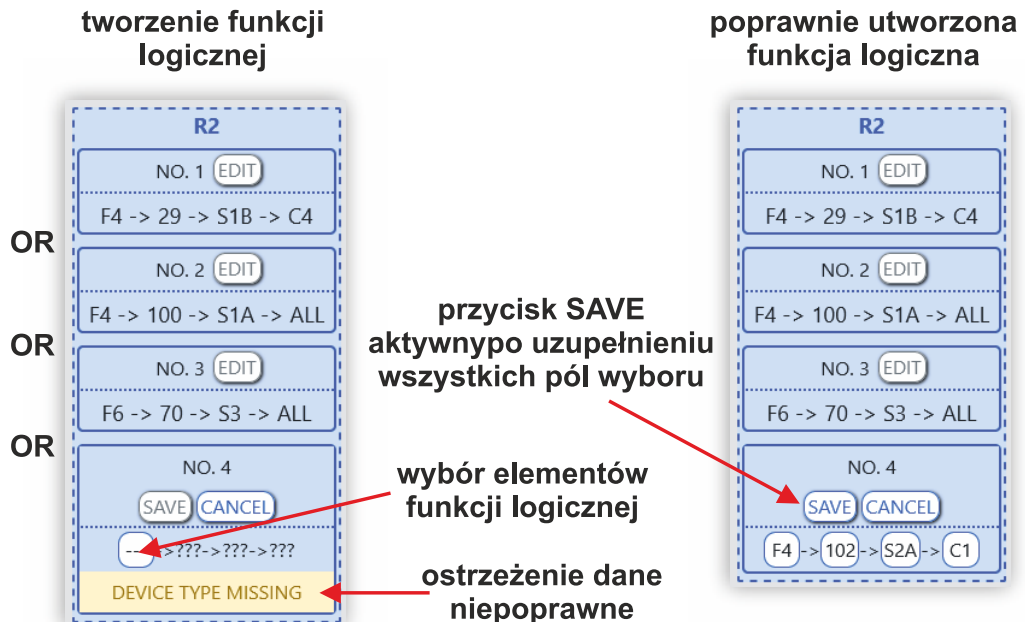 tworzenie funkcji
logicznej
R2
NO. 1 EDIT
F4 -> 29 -> S1B -> C4
OR
NO. 2 EDIT
F4 -> 100 -> S1A -> ALL
OR
NO. 3 EDIT
F6 -> 70 -> S3 -> ALL
OR
NO. 4
SAVE CANCEL
--->???->???->???
DEVICE TYPE MISSING
przycisk SAVE
aktywnypo uzupełnieniu
wszystkich pól wyboru
wybór elementów
funkcji logicznej
ostrzeżenie dane
niepoprawne
poprawnie utworzona
funkcja logiczna
R2
NO. 1 EDIT
F4 -> 29 -> S1B -> C4
NO. 2 EDIT
F4 -> 100 -> S1A -> ALL
NO. 3 EDIT
F6 -> 70 -> S3 -> ALL
NO. 4
SAVE CANCEL
F4 -> 102 -> S2A -> C1